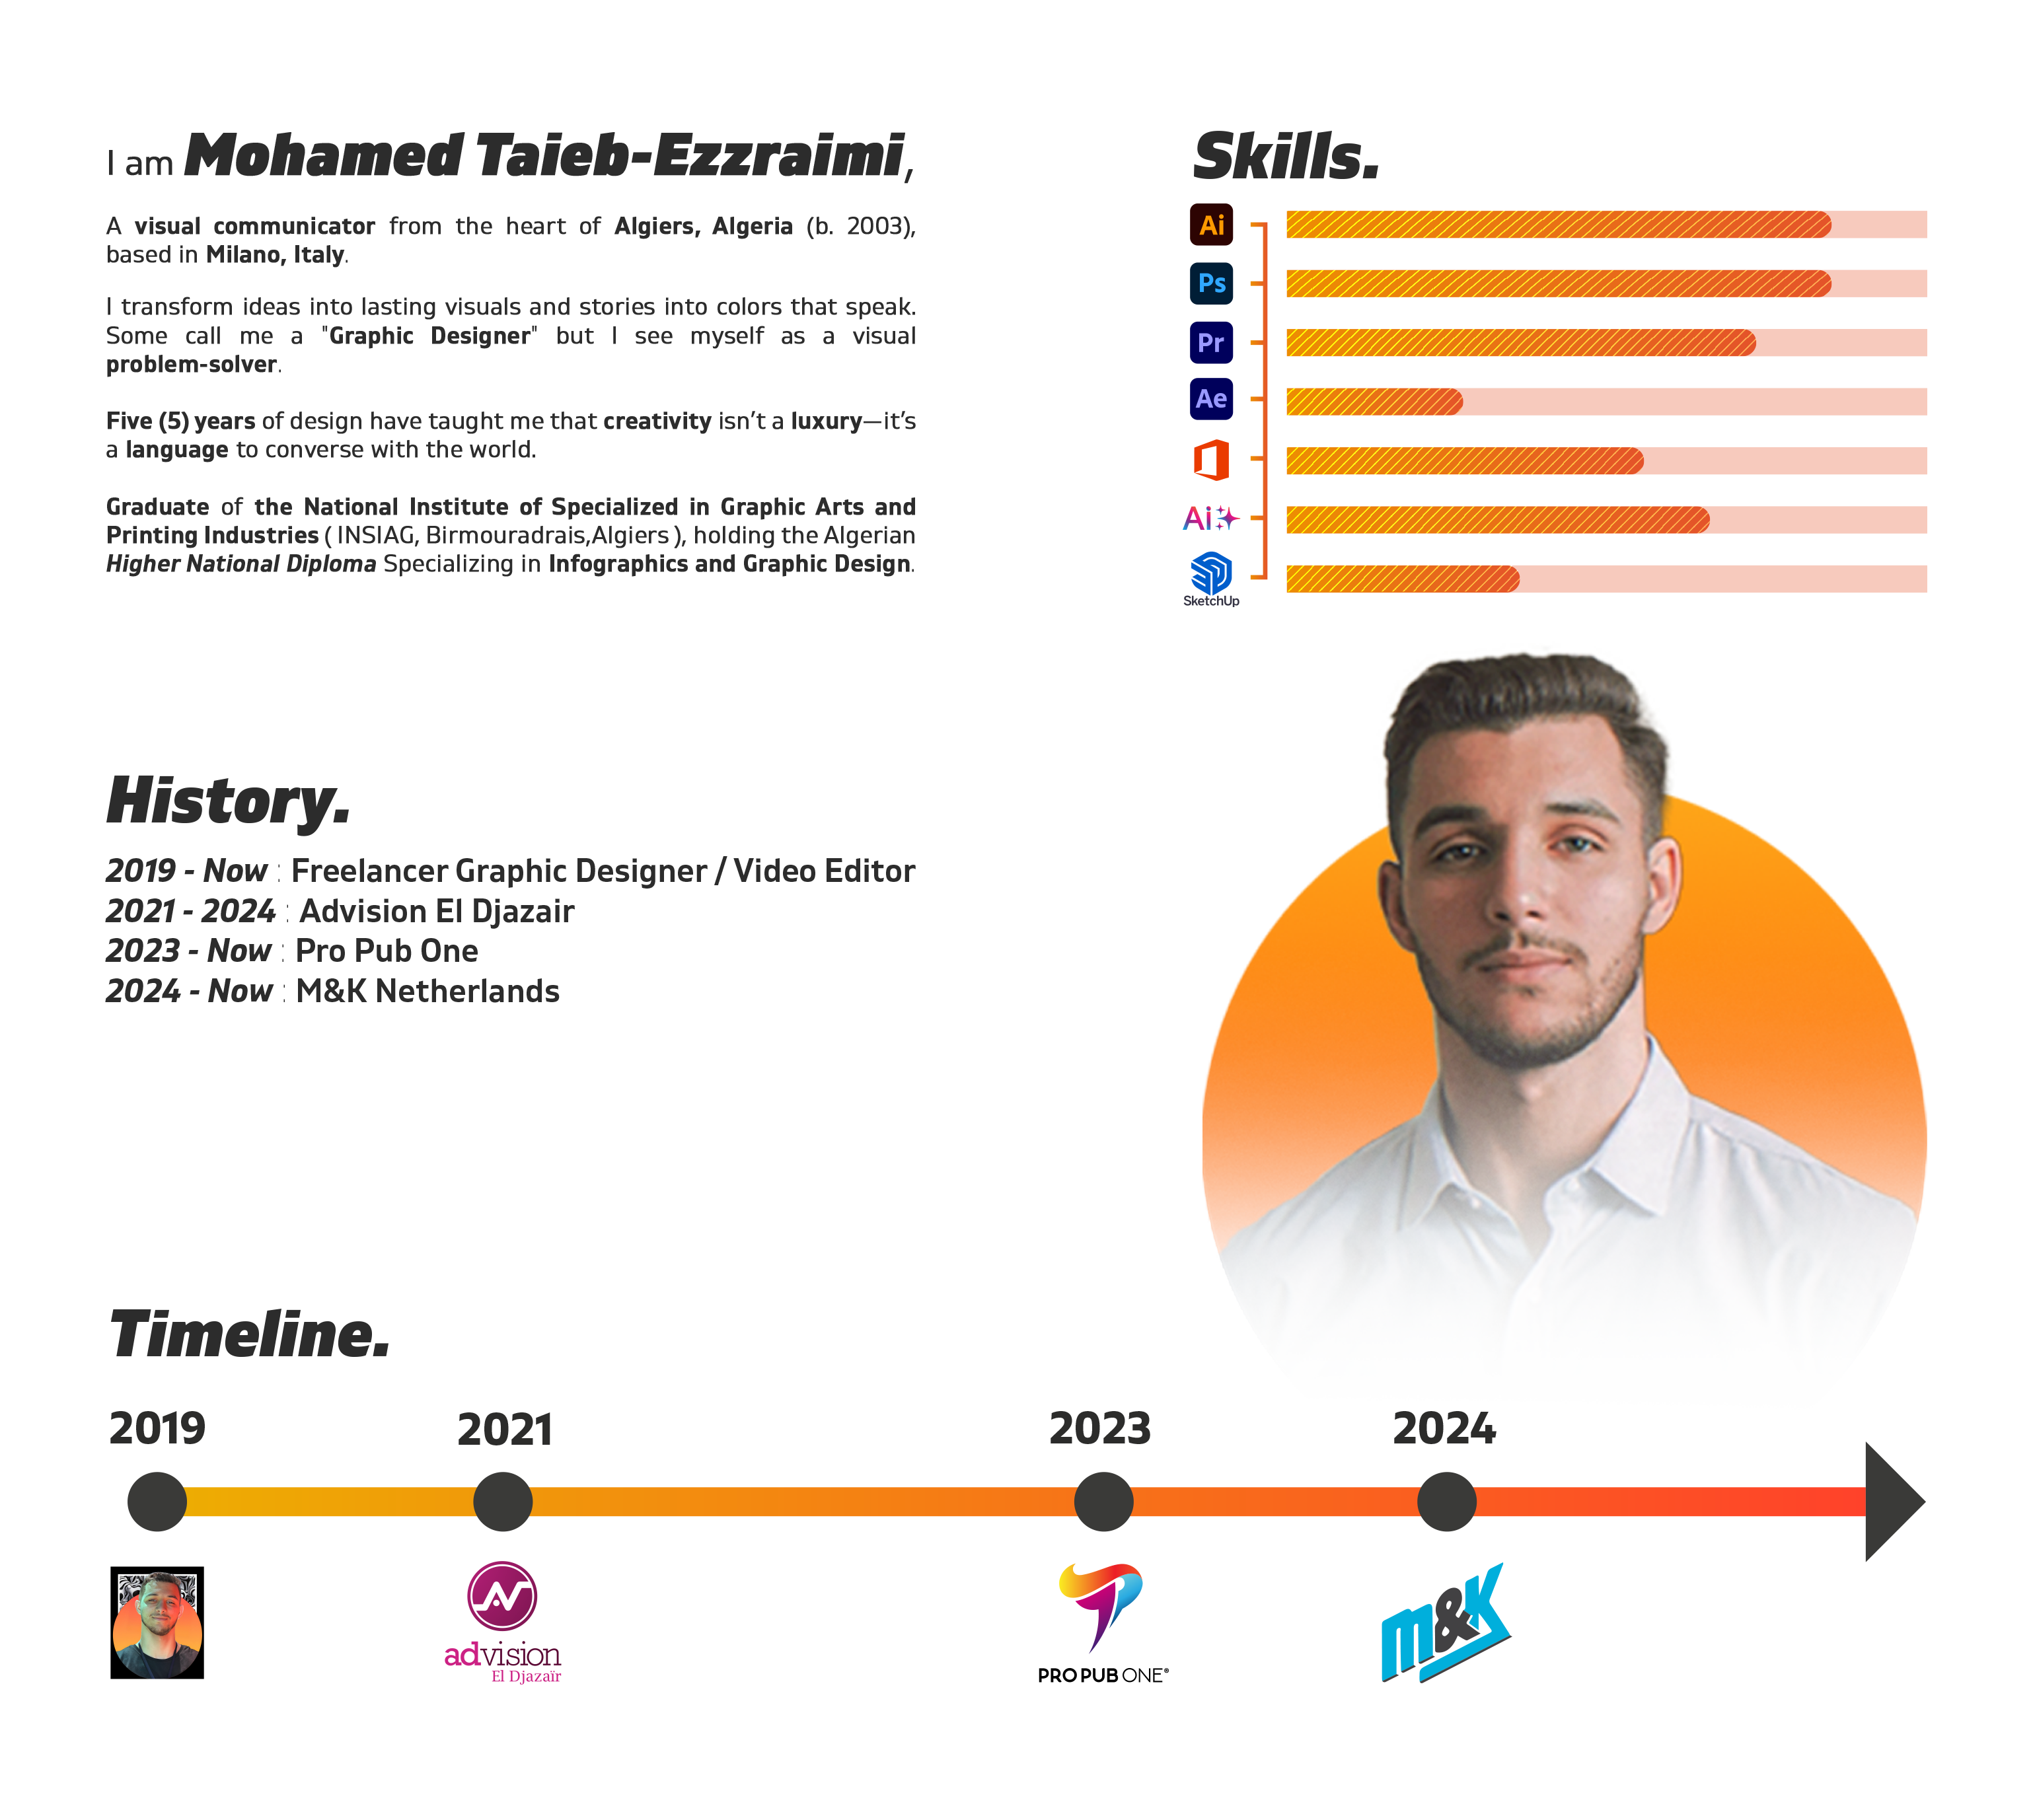 I am Mohamed Taieb-Ezzraimi,
A visual communicator from the heart of Algiers, Algeria (b. 2003),
based in Milano, Italy.
I transform ideas into lasting visuals and stories into colors that speak.
Some call me a "Graphic Designer" but I see myself as a visual
problem-solver.
Five (5) years of design have taught me that creativity isn’t a luxury—it’s
a language to converse with the world.
Graduate of the National Institute of Specialized in Graphic Arts and
Printing Industries ( INSIAG, Birmouradrais,Algiers ), holding the Algerian
Higher National Diploma Specializing in Infographics and Graphic Design.
Skills.
Ai
Ps
Pr
Ae
Ai
SketchUp
History.
2019 - Now : Freelancer Graphic Designer / Video Editor
2021 - 2024 : Advision El Djazair
2023 - Now : Pro Pub One
2024 - Now : M&K Netherlands
Timeline.
2019
2021
2023
2024
advision
El Djazaïr
PRO PUB ONE®
M&K